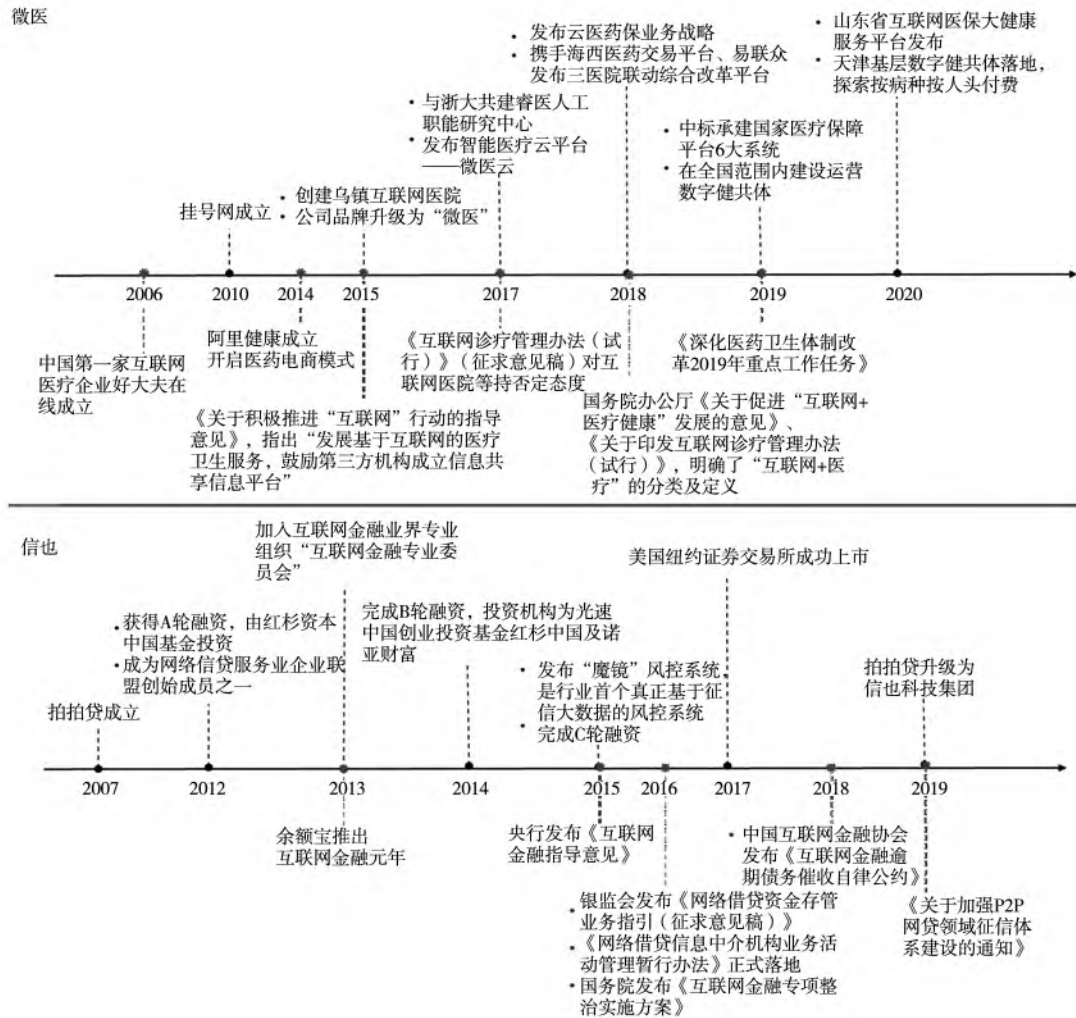 微医
• 发布云医药保业务战略
• 携手海西医药交易平台、易联众
发布三医院联动综合改革平台
• 山东省互联网医保大健康
服务平台发布
• 天津基层数字健共体落地，
探索按病种按人头付费
• 与浙大共建睿医人工
职能研究中心
• 发布智能医疗云平台
——微医云
• 中标承建国家医疗保障
平台6大系统
• 在全国范围内建设运营
数字健共体
挂号网成立
• 创建乌镇互联网医院
• 公司品牌升级为“微医”
2006
2010
2014
2015
2017
2018
2019
2020
中国第一家互联网
医疗企业好大夫在
线成立
阿里健康成立
开启医药电商模式
《关于积极推进“互联网”行动的指导
意见》，指出“发展基于互联网的医疗
卫生服务，鼓励第三方机构成立信息共
享信息平台”
《互联网诊疗管理办法（试
行）》（征求意见稿）对互
联网医院等持否定态度
国务院办公厅《关于促进“互联网+
医疗健康”发展的意见》、
《关于印发互联网诊疗管理办法
（试行）》，明确了“互联网+医
疗”的分类及定义
《深化医药卫生体制改
革2019年重点工作任务》
信也
拍拍贷成立
• 获得A轮融资，由红杉资本
中国基金投资
• 成为网络信贷服务业企业联
盟创始成员之一
加入互联网金融业界专业
组织“互联网金融专业委
员会”
完成B轮融资，投资机构为光速
中国创业投资基金红杉中国及诺
亚财富
• 发布“魔镜”风控系统，
是行业首个真正基于征
信大数据的风控系统
• 完成C轮融资
美国纽约证券交易所成功上市
拍拍贷升级为
信也科技集团
2007
2012
2013
2014
2015
2016
2017
2018
2019
余额宝推出
互联网金融元年
央行发布《互联网
金融指导意见》
• 银监会发布《网络借贷资金存管
业务指引（征求意见稿）》
• 《网络借贷信息中介机构业务活
动管理暂行办法》正式落地
• 国务院发布《互联网金融专项整
治实施方案》
• 中国互联网金融协会
发布《互联网金融逾
期债务催收自律公约》
《关于加强P2P
网贷领域征信体
系建设的通知》